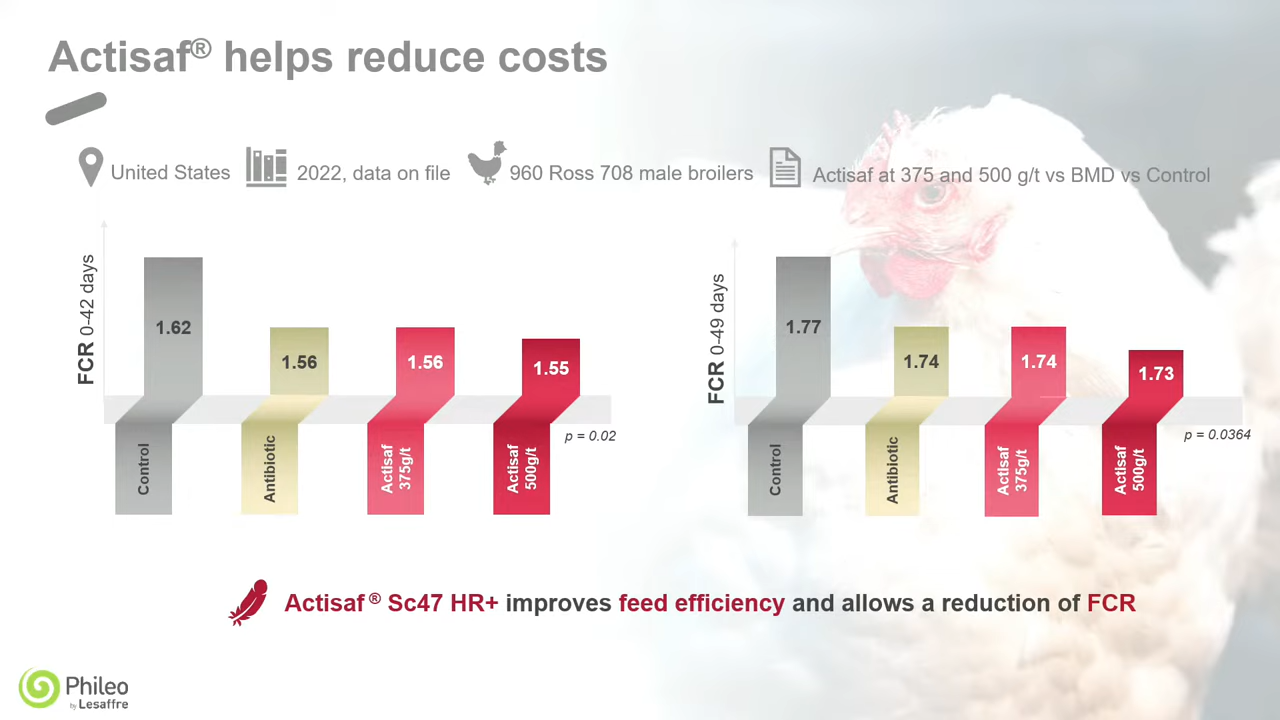 Actisaf® helps reduce costs
United States
2022, data on file
960 Ross 708 male broilers
Actisaf at 375 and 500 g/t vs BMD vs Control
FCR 0-42 days
1.62
1.56
1.56
1.55
Control
Antibiotic
Actisaf
375g/t
Actisaf
500g/t
p = 0.02
FCR 0-49 days
1.77
1.74
1.74
1.73
Control
Antibiotic
Actisaf
375g/t
Actisaf
500g/t
p = 0.0364
Actisaf® Sc47 HR+ improves feed efficiency and allows a reduction of FCR
Phileo
by Lesaffre